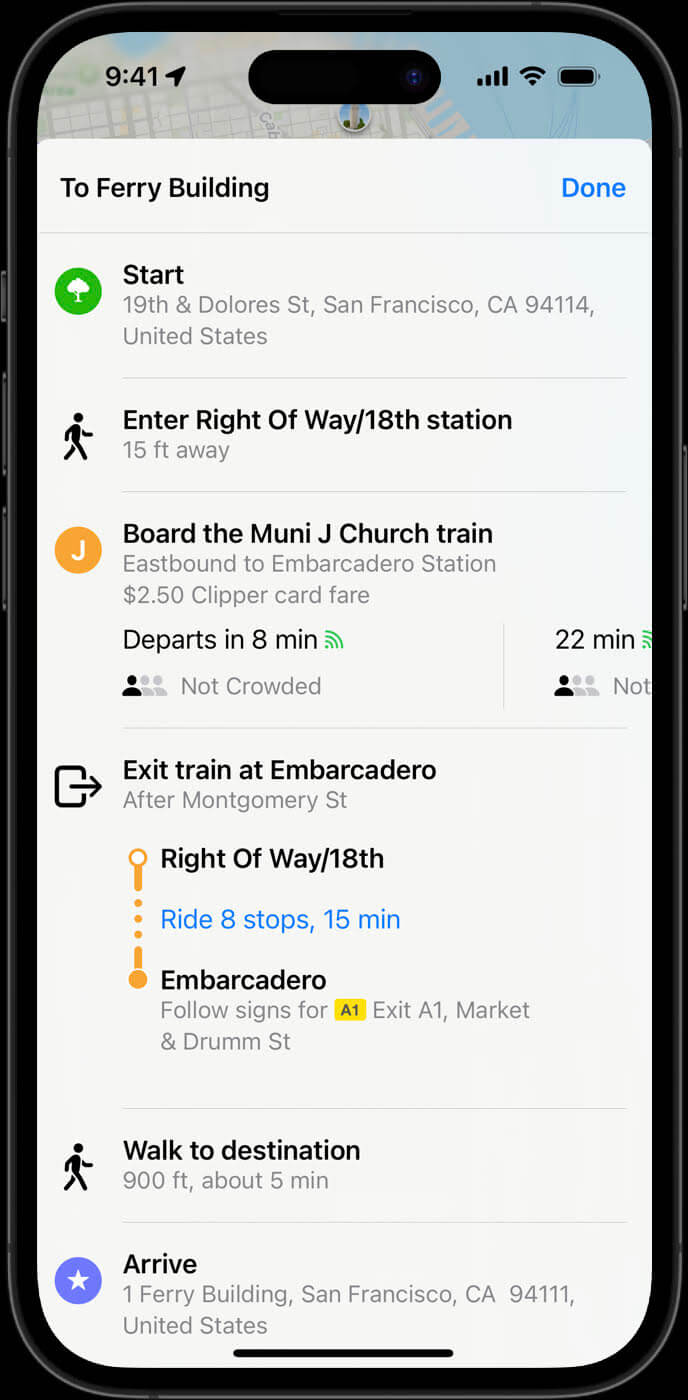 9:41
To Ferry Building
Done
Start
19th & Dolores St, San Francisco, CA 94114,
United States
Enter Right Of Way/18th station
15 ft away
J
Board the Muni J Church train
Eastbound to Embarcadero Station
$2.50 Clipper card fare
Departs in 8 min
22 min
Not Crowded
Not
Exit train at Embarcadero
After Montgomery St
Right Of Way/18th
Ride 8 stops, 15 min
Embarcadero
Follow signs for A1 Exit A1, Market
& Drumm St
Walk to destination
900 ft, about 5 min
Arrive
1 Ferry Building, San Francisco, CA 94111,
United States